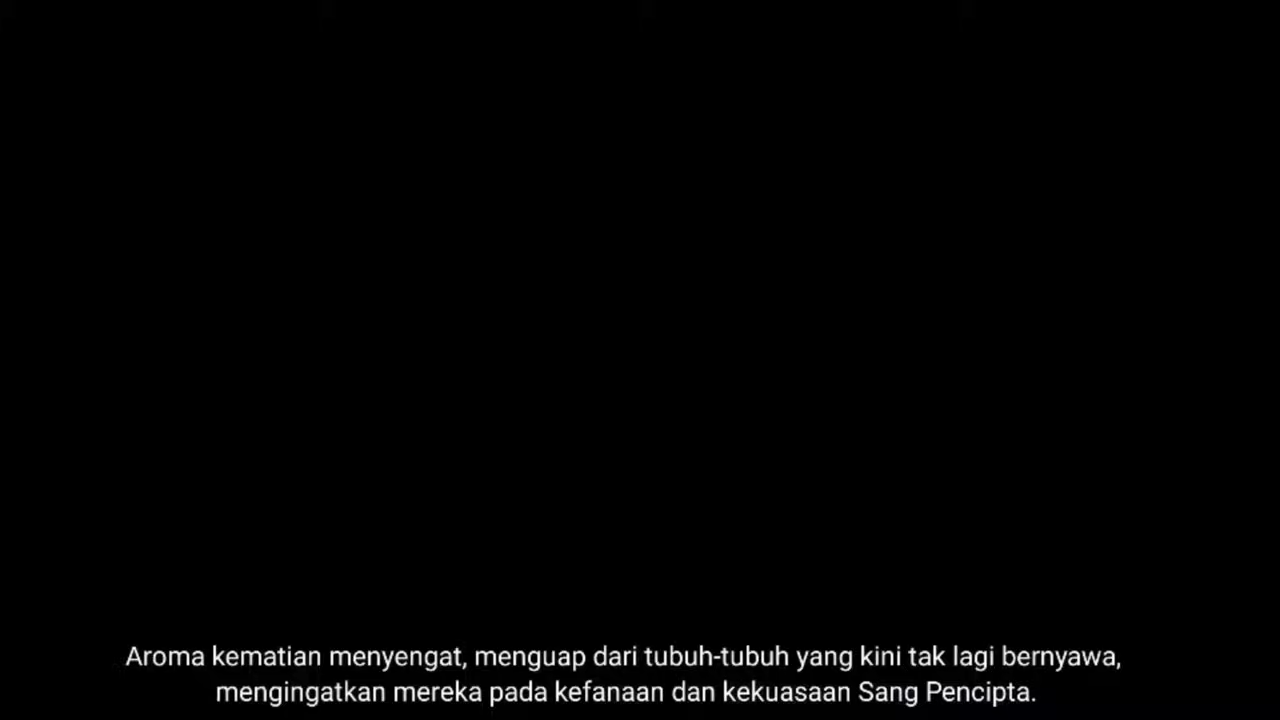 Aroma kematian menyengat, menguap dari tubuh-tubuh yang kini tak lagi bernyawa,
mengingatkan mereka pada kefanaan dan kekuasaan Sang Pencipta.